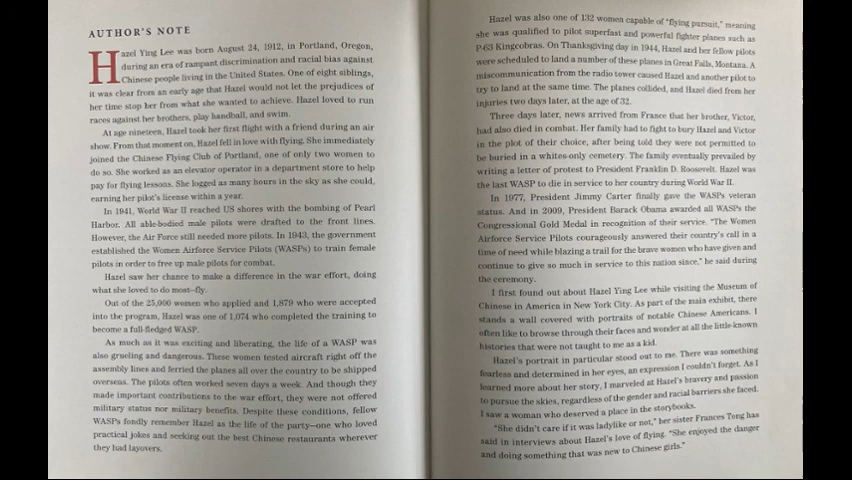 AUTHOR'S NOTE
Hazel Ying Lee was born August 24, 1912, in Portland, Oregon,
during an era of rampant discrimination and racial bias against
Chinese people living in the United States. One of eight siblings,
it was clear from an early age that Hazel would not let the prejudices of
her time stop her from what she wanted to achieve. Hazel loved to run
races against her brothers, play handball, and swim.
At age nineteen, Hazel took her first flight with a friend during an air
show. From that moment on, Hazel fell in love with flying. She immediately
joined the Chinese Flying Club of Portland, one of only two women to
do so. She worked as an elevator operator in a department store to help
pay for flying lessons. She logged as many hours in the sky as she could,
earning her pilot's license within a year.
In 1941, World War II reached US shores with the bombing of Pearl
Harbor. All able-bodied male pilots were drafted to the front lines.
However, the Air Force still needed more pilots. In 1943, the government
established the Women Airforce Service Pilots (WASPs) to train female
pilots in order to free up male pilots for combat.
Hazel saw her chance to make a difference in the war effort, doing
what she loved to do most—fly.
Out of the 25,000 women who applied and 1,879 who were accepted
into the program, Hazel was one of 1,074 who completed the training to
become a full-fledged WASP.
As much as it was exciting and liberating, the life of a WASP was
also grueling and dangerous. These women tested aircraft right off the
assembly lines and ferried the planes all over the country to be shipped
overseas. The pilots often worked seven days a week. And though they
made important contributions to the war effort, they were not offered
military status nor military benefits. Despite these conditions, fellow
WASPs fondly remember Hazel as the life of the party—one who loved
practical jokes and seeking out the best Chinese restaurants wherever
they had layovers.
Hazel was also one of 132 women capable of "flying pursuit," meaning
she was qualified to pilot superfast and powerful fighter planes such as
P-63 Kingcobras. On Thanksgiving day in 1944, Hazel and her fellow pilots
were scheduled to land a number of these planes in Great Falls, Montana. A
miscommunication from the radio tower caused Hazel and another pilot to
try to land at the same time. The planes collided, and Hazel died from her
injuries two days later, at the age of 32.
Three days later, news arrived from France that her brother, Victor,
had also died in combat. Her family had to fight to bury Hazel and Victor
in the plot of their choice, after being told they were not permitted to
be buried in a whites-only cemetery. The family eventually prevailed by
writing a letter of protest to President Franklin D. Roosevelt. Hazel was
the last WASP to die in service to her country during World War II.
In 1977, President Jimmy Carter finally gave the WASPs veteran
status. And in 2009, President Barack Obama awarded all WASPs the
Congressional Gold Medal in recognition of their service. "The Women
Airforce Service Pilots courageously answered their country's call in a
time of need while blazing a trail for the brave women who have given and
continue to give so much in service to this nation since," he said during
the ceremony.
I first found out about Hazel Ying Lee while visiting the Museum of
Chinese in America in New York City. As part of the main exhibit, there
stands a wall covered with portraits of notable Chinese Americans. I
often like to browse through their faces and wonder at all the little-known
histories that were not taught to me as a kid.
Hazel's portrait in particular stood out to me. There was something
fearless and determined in her eyes, an expression I couldn't forget. As I
learned more about her story, I marveled at Hazel's bravery and passion
to pursue the skies, regardless of the gender and racial barriers she faced.
I saw a woman who deserved a place in the storybooks.
"She didn't care if it was ladylike or not," her sister Frances Tong has
said in interviews about Hazel's love of flying. "She enjoyed the danger
and doing something that was new to Chinese girls."